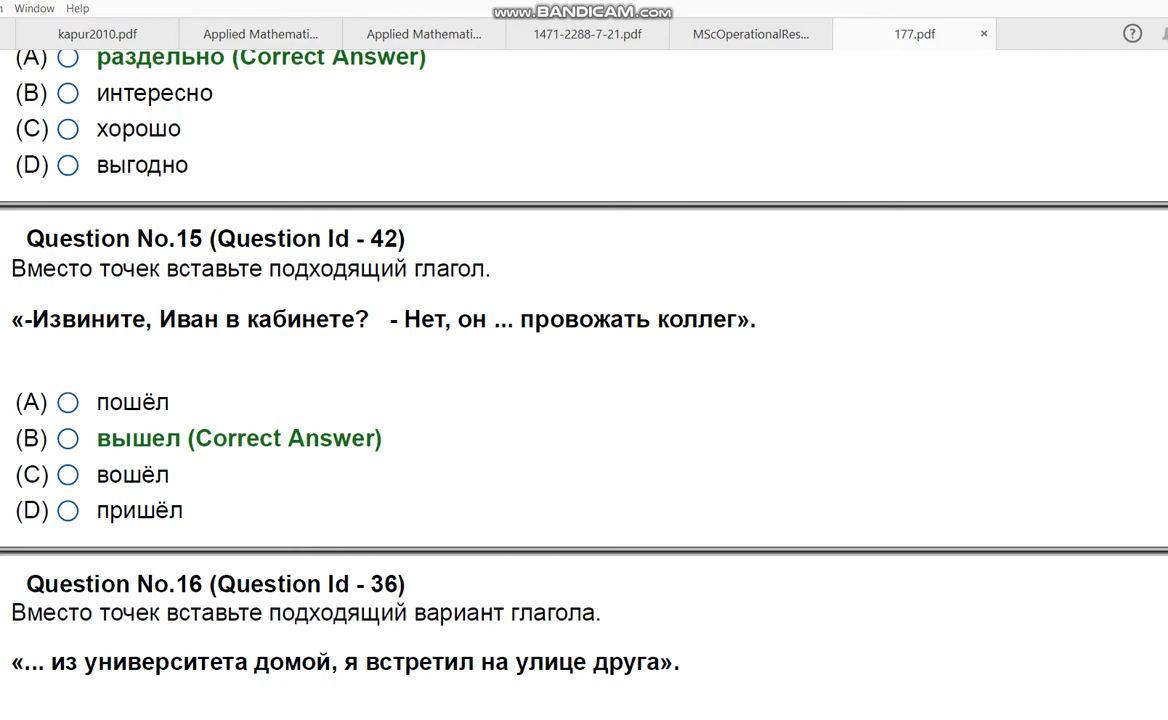 Window Help
www.BANDICAM.com
kapur2010.pdf Applied Mathemati... Applied Mathemati... 1471-2288-7-21.pdf MScOperationalRes... 177.pdf × ?
(A) раздельно (Correct Answer)
(B) интересно
(C) хорошо
(D) выгодно
Question No.15 (Question Id - 42)
Вместо точек вставьте подходящий глагол.
«-Извините, Иван в кабинете? - Нет, он ... провожать коллег».
(A) пошёл
(B) вышел (Correct Answer)
(C) вошёл
(D) пришёл
Question No.16 (Question Id - 36)
Вместо точек вставьте подходящий вариант глагола.
«... из университета домой, я встретил на улице друга».